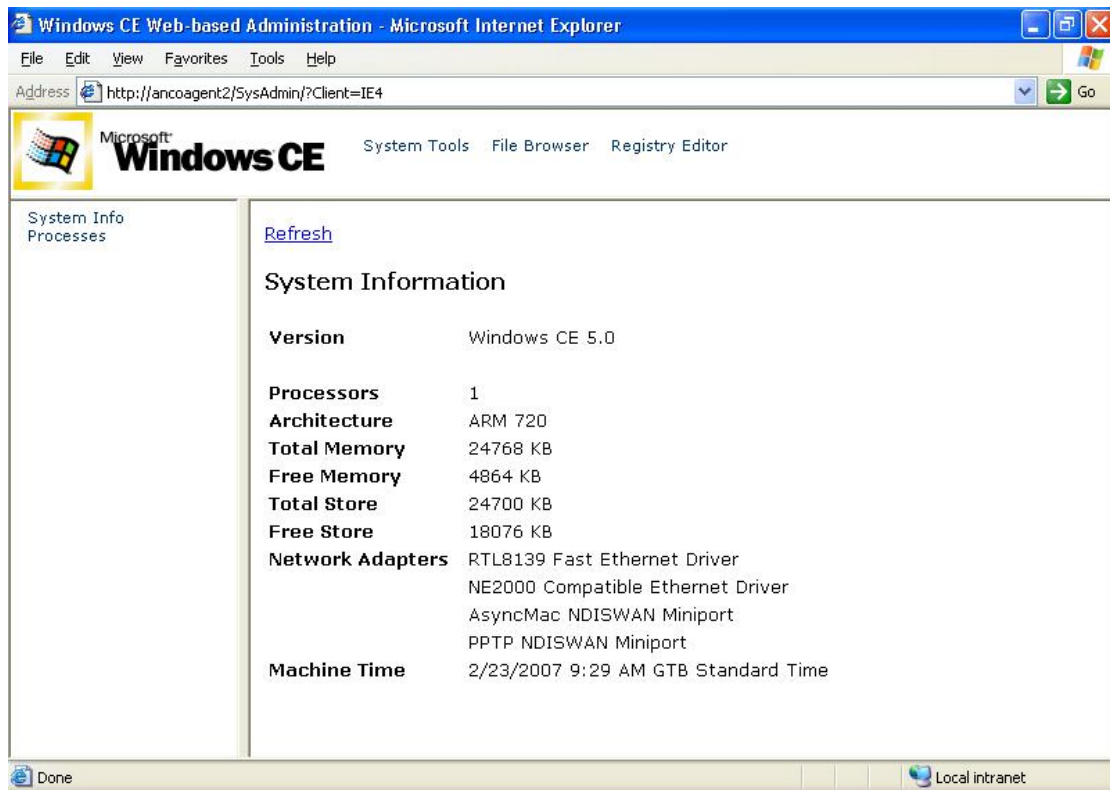 Windows CE Web-based Administration - Microsoft Internet Explorer
File Edit View Favorites Tools Help
Address http://ancoagent2/SysAdmin/?Client=IE4 Go
Microsoft
Windows CE System Tools File Browser Registry Editor
System Info
Processes
Refresh
System Information
Version Windows CE 5.0
Processors 1
Architecture ARM 720
Total Memory 24768 KB
Free Memory 4864 KB
Total Store 24700 KB
Free Store 18076 KB
Network Adapters RTL8139 Fast Ethernet Driver
NE2000 Compatible Ethernet Driver
AsyncMac NDISWAN Miniport
PPTP NDISWAN Miniport
Machine Time 2/23/2007 9:29 AM GTB Standard Time
Done Local intranet